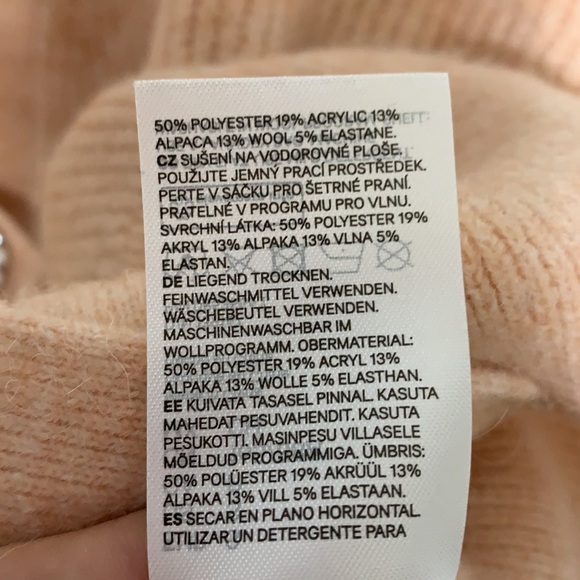 50% POLYESTER 19% ACRYLIC 13%
ALPACA 13% WOOL 5% ELASTANE.
CZ SUŠENÍ NA VODOROVNÉ PLOŠE.
POUŽIJTE JEMNÝ PRACÍ PROSTŘEDEK.
PERTE V SÁČKU PRO ŠETRNÉ PRANÍ.
PRATELNÉ V PROGRAMU PRO VLNU.
SVRCHNÍ LÁTKA: 50% POLYESTER 19%
AKRYL 13% ALPAKA 13% VLNA 5%
ELASTAN.
DE LIEGEND TROCKNEN.
FEINWASCHMITTEL VERWENDEN.
WÄSCHEBEUTEL VERWENDEN.
MASCHINENWASCHBAR IM
WOLLPROGRAMM. OBERMATERIAL:
50% POLYESTER 19% ACRYL 13%
ALPAKA 13% WOLLE 5% ELASTHAN.
EE KUIVATA TASASEL PINNAL. KASUTA
MAHEDAT PESUVAHENDIT. KASUTA
PESUKOTTI. MASINPESU VILLASELE
MÕELDUD PROGRAMMIGA. ÜMBRIS:
50% POLÜESTER 19% AKRÜÜL 13%
ALPAKA 13% VILL 5% ELASTAAN.
ES SECAR EN PLANO HORIZONTAL.
UTILIZAR UN DETERGENTE PARA